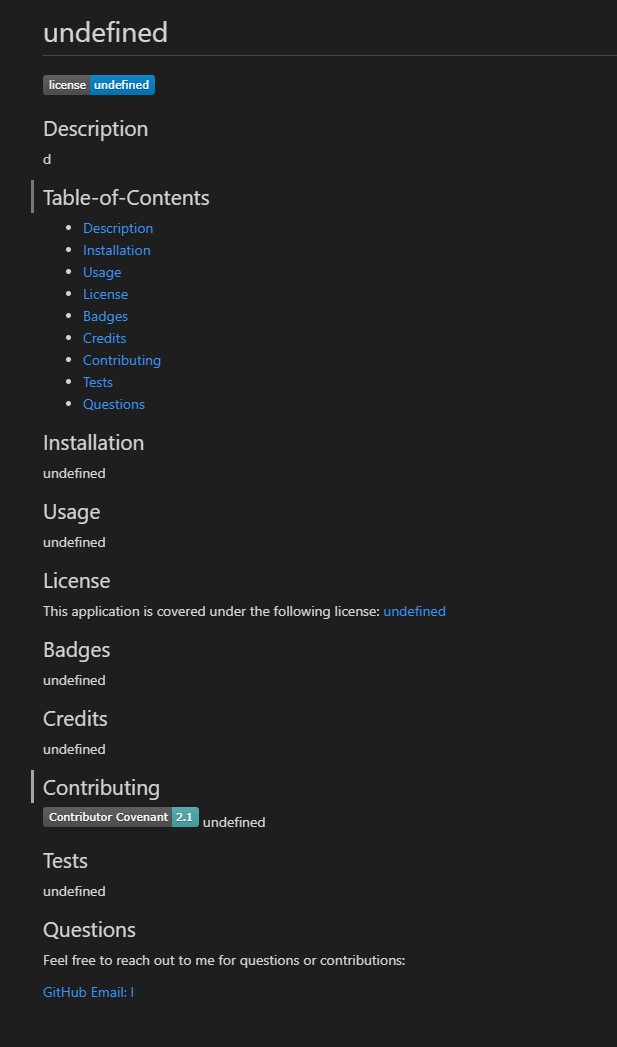 undefined
license undefined
Description
d
Table-of-Contents
Description
Installation
Usage
License
Badges
Credits
Contributing
Tests
Questions
Installation
undefined
Usage
undefined
License
This application is covered under the following license: undefined
Badges
undefined
Credits
undefined
Contributing
Contributor Covenant 2.1 undefined
Tests
undefined
Questions
Feel free to reach out to me for questions or contributions:
GitHub Email: l